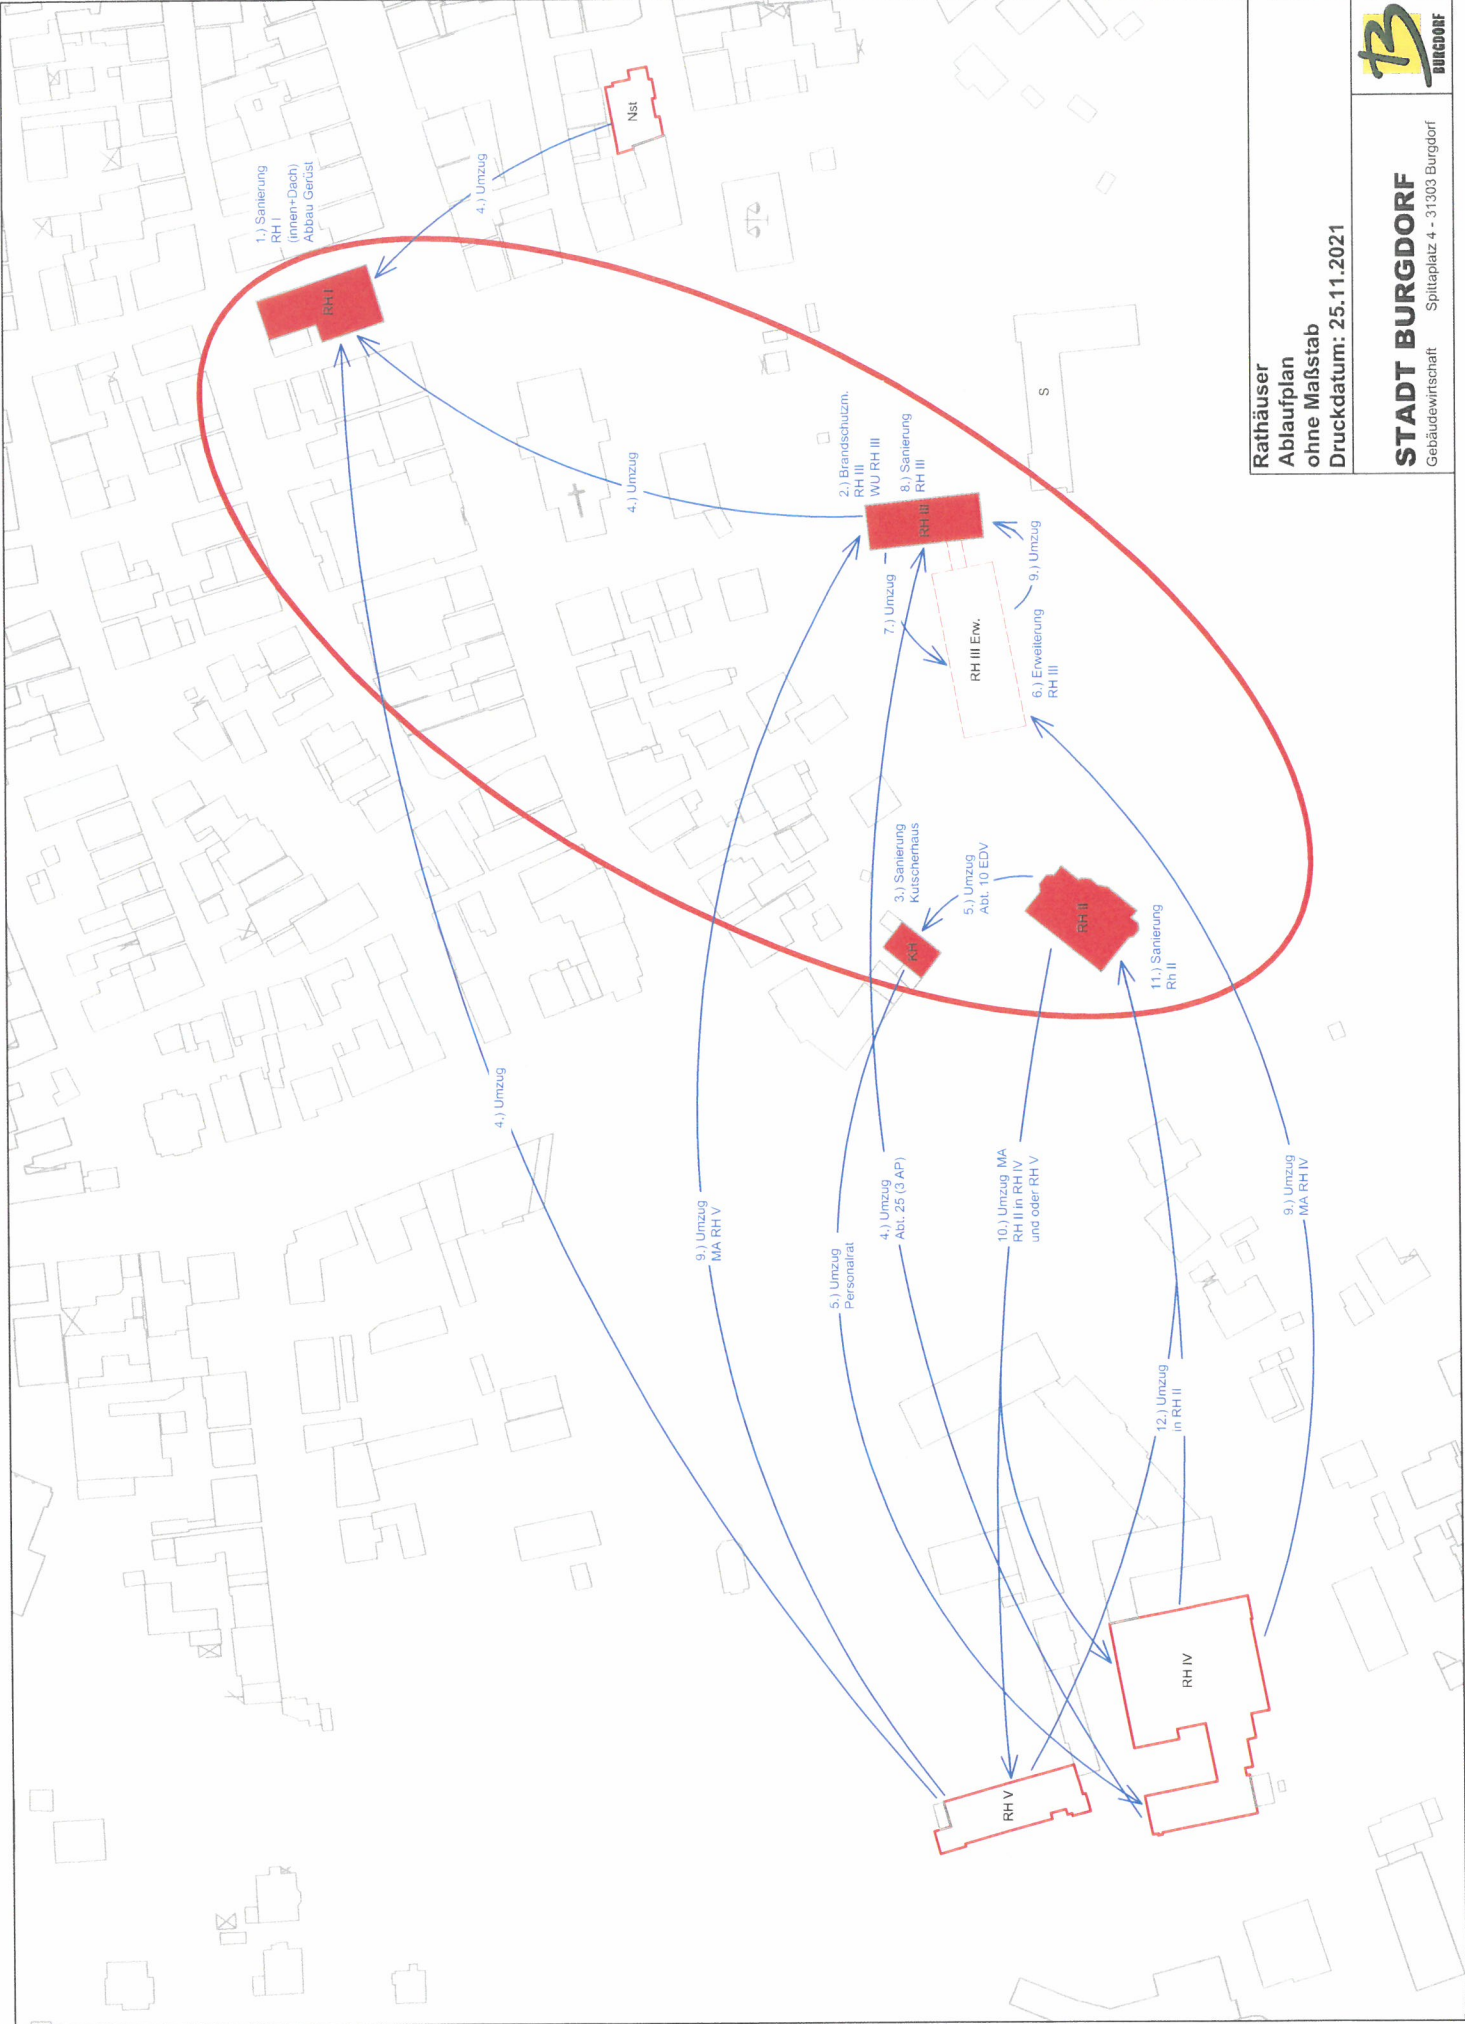 1.) Sanierung
RH I
(innen+Dach)
Abbau Gerüst
RH I
4.) Umzug
Nst
4.) Umzug
4.) Umzug
2.) Brandschutzm.
RH III
WU RH III
8.) Sanierung
RH III
RH III
7.) Umzug
9.) Umzug
RH III Erw.
6.) Erweiterung
RH III
S
3.) Sanierung
Kutscherhaus
KH
5.) Umzug
Abt. 10 EDV
RH II
11.) Sanierung
Rh II
9.) Umzug
MA RH V
5.) Umzug
Personalrat
4.) Umzug
Abt. 25 (3 AP)
10.) Umzug MA
RH II in RH IV
und oder RH V
9.) Umzug
MA RH IV
12.) Umzug
in RH II
RH V
RH IV
Rathäuser
Ablaufplan
ohne Maßstab
Druckdatum: 25.11.2021
STADT BURGDORF
Gebäudewirtschaft Spittaplatz 4 - 31303 Burgdorf
B
BURGDORF